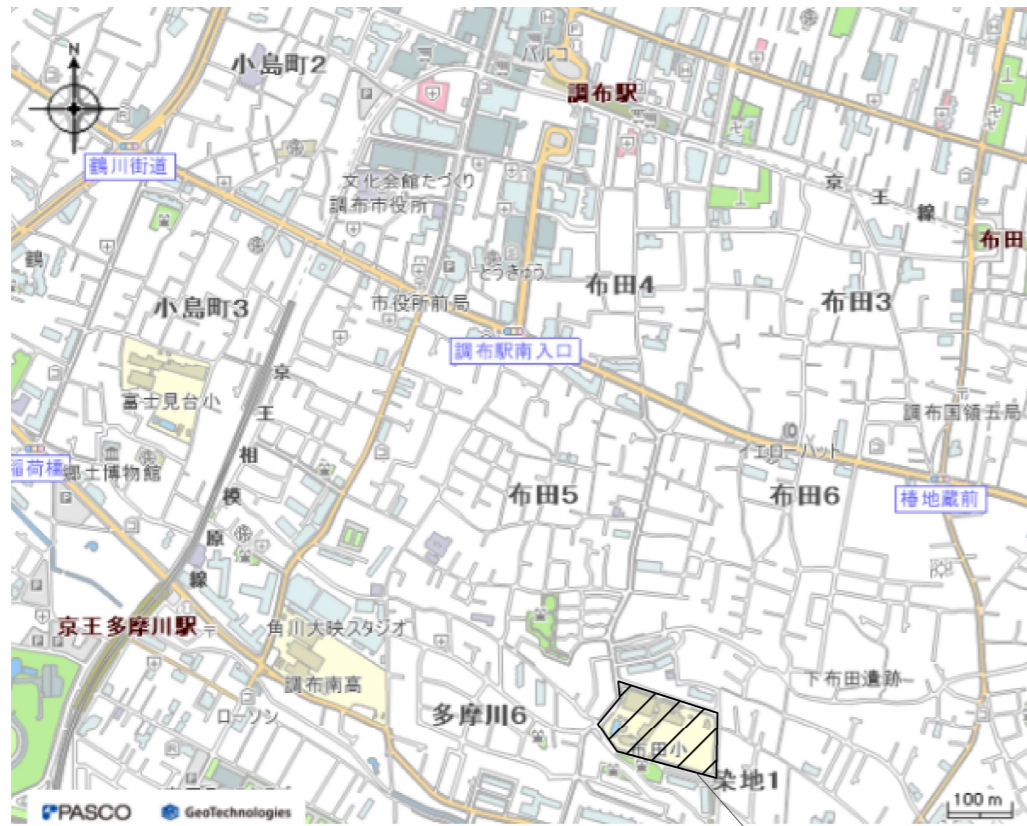 小島町2
パルコ
調布駅
N
鶴川街道
文化会館たづくり
調布市役所
京王線
布田
鶴
小島町3
市役所前局
とうきゅう
布田4
布田3
調布駅南入口
京王相模原線
富士見台小
調布国領五局
イエローハット
稲荷橋
郷土博物館
布田5
布田6
椿地蔵前
京王多摩川駅
角川大映スタジオ
調布南高
下布田遺跡
ローソン
多摩川6
布田小
染地1
PASCO
GeoTechnologies
100 m